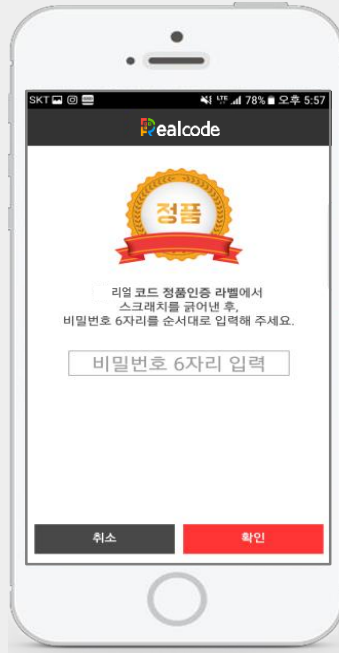 SKT LTE 78% 오후 5:57
Realcode
정품
리얼 코드 정품인증 라벨에서
스크래치를 긁어낸 후,
비밀번호 6자리를 순서대로 입력해 주세요.
비밀번호 6자리 입력
취소 확인